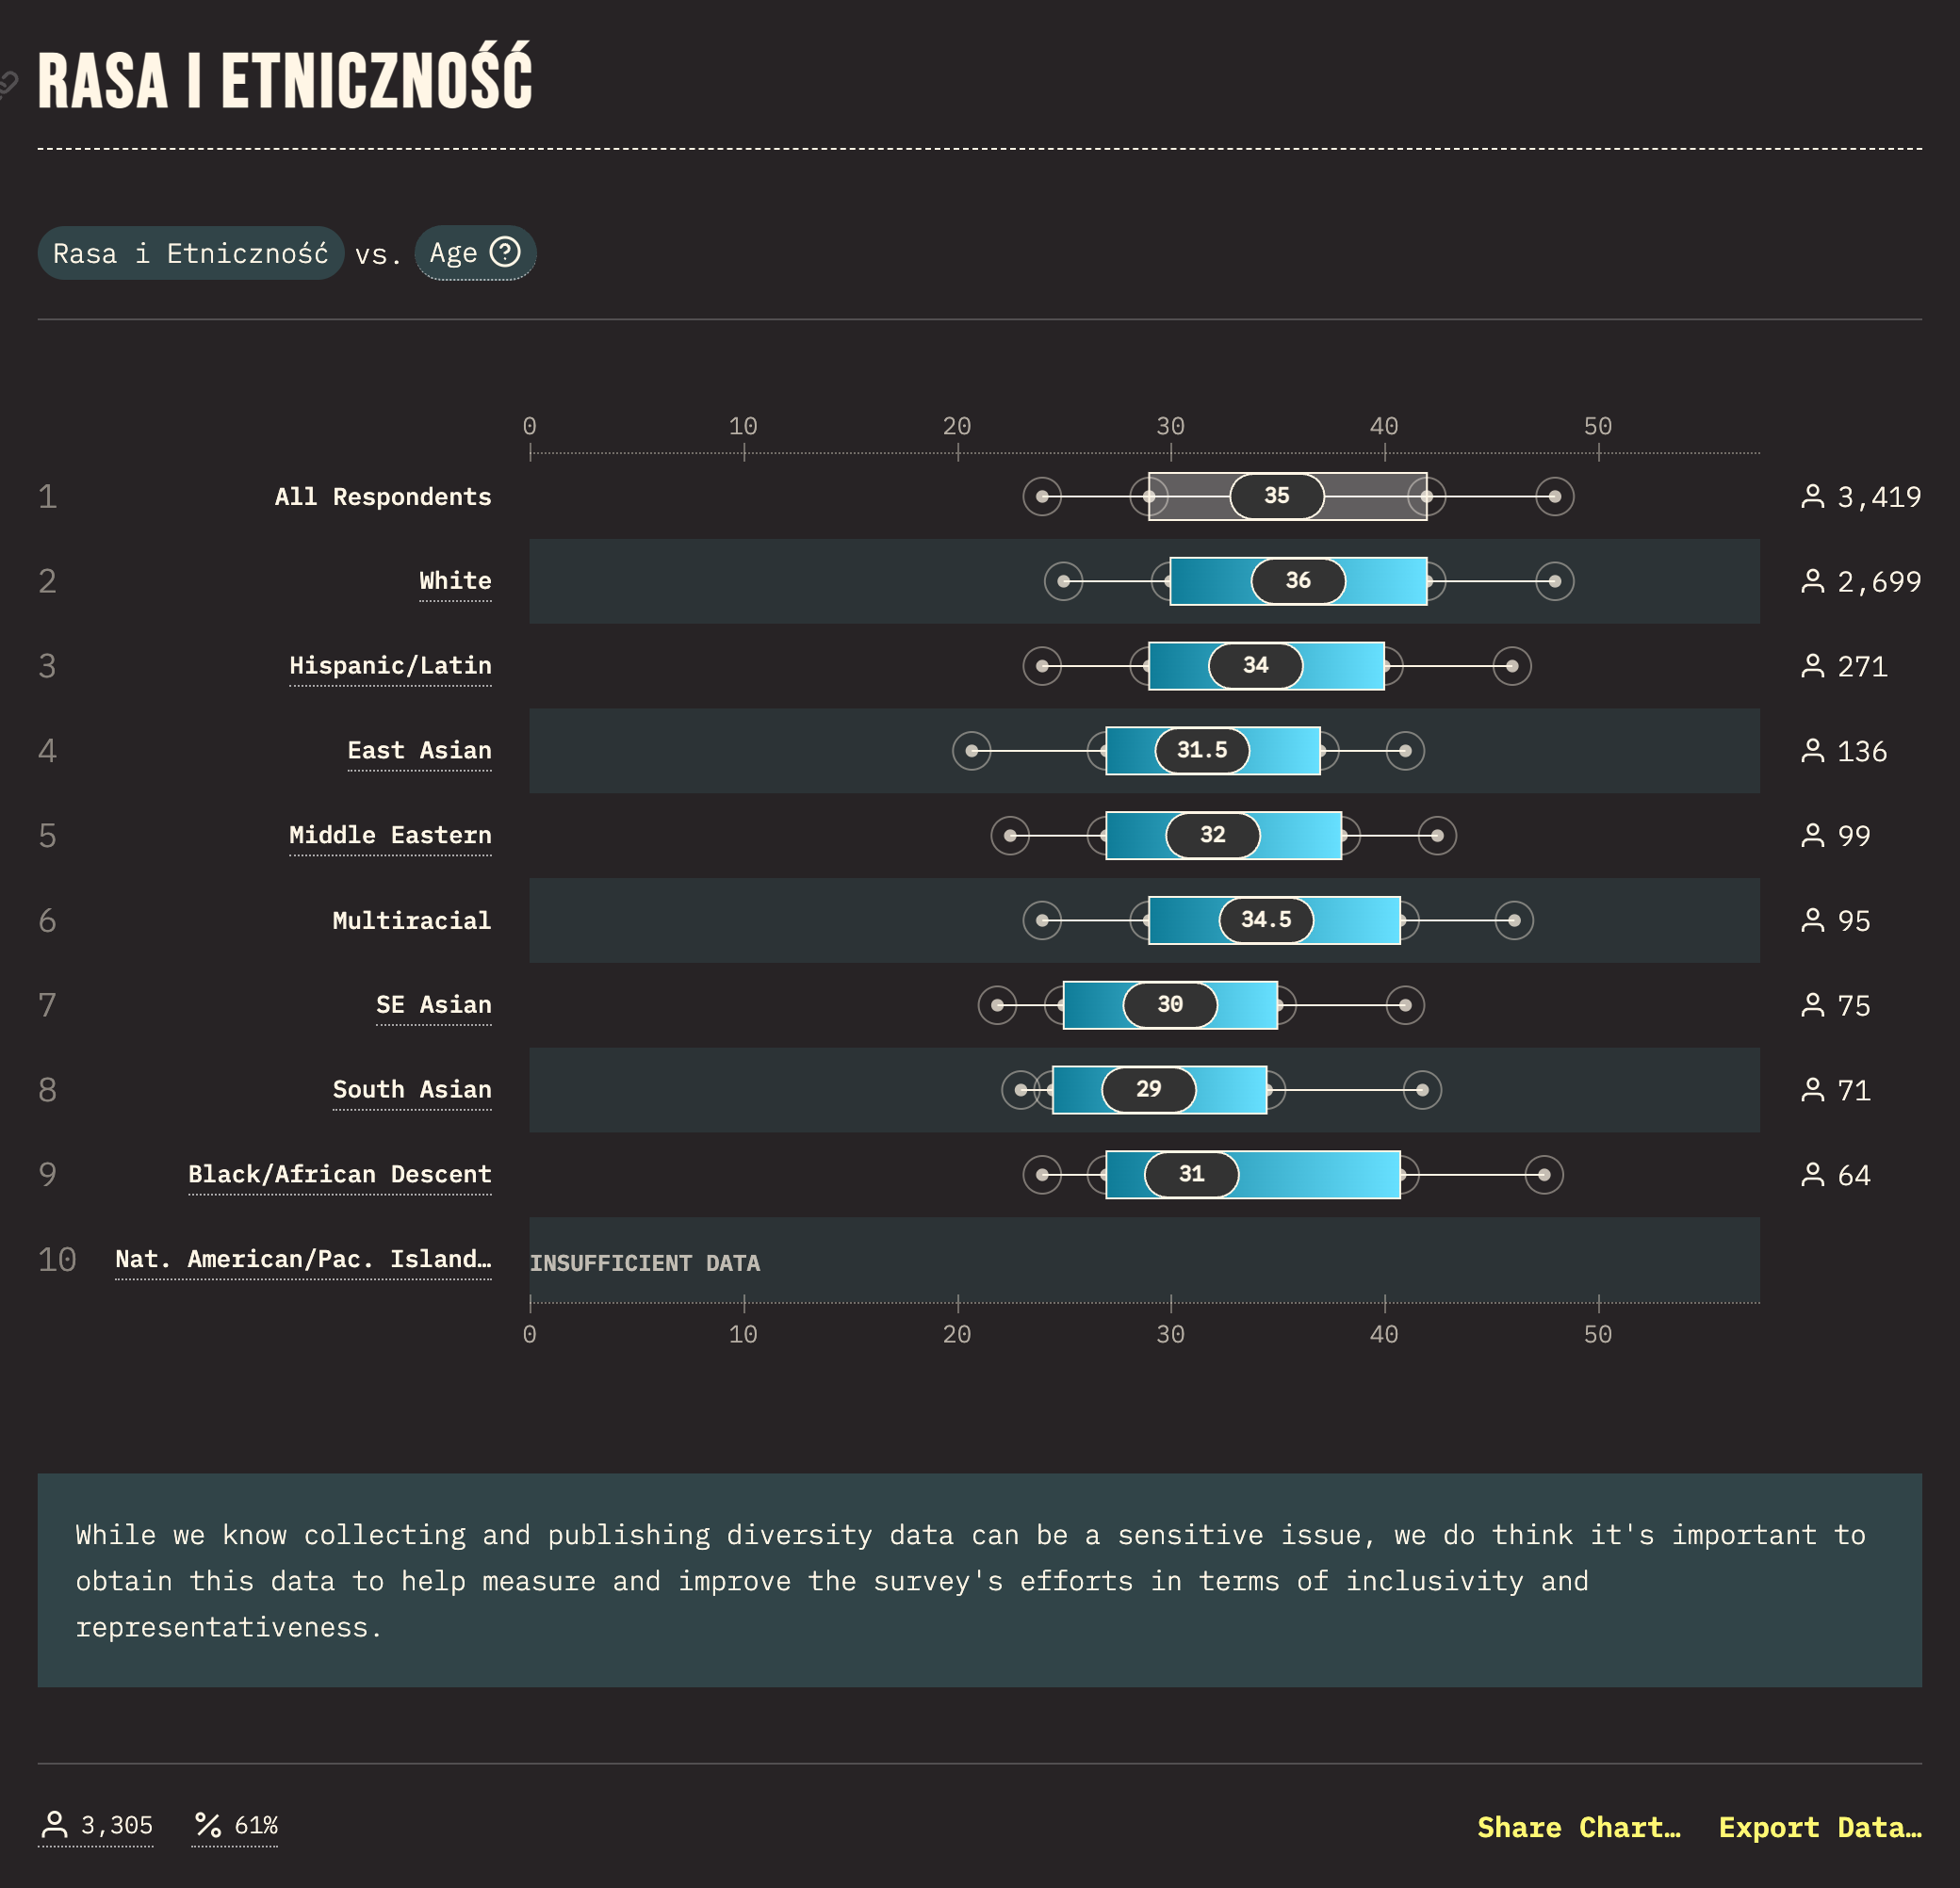 RASA I ETNICZNOŚĆ
Rasa i Etniczność vs. Age ?
0 10 20 30 40 50
1 All Respondents 35 3,419
2 White 36 2,699
3 Hispanic/Latin 34 271
4 East Asian 31.5 136
5 Middle Eastern 32 99
6 Multiracial 34.5 95
7 SE Asian 30 75
8 South Asian 29 71
9 Black/African Descent 31 64
10 Nat. American/Pac. Island… INSUFFICIENT DATA
0 10 20 30 40 50
While we know collecting and publishing diversity data can be a sensitive issue, we do think it's important to
obtain this data to help measure and improve the survey's efforts in terms of inclusivity and
representativeness.
3,305 % 61% Share Chart… Export Data…